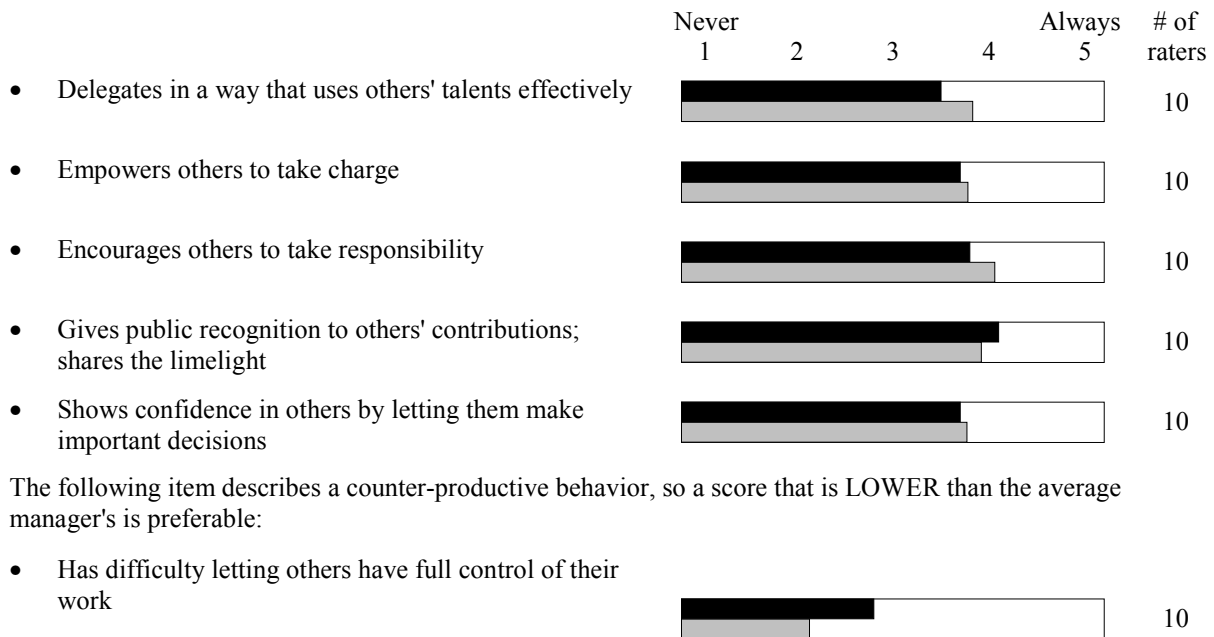 Never Always # of
1 2 3 4 5 raters
• Delegates in a way that uses others' talents effectively 10
• Empowers others to take charge 10
• Encourages others to take responsibility 10
• Gives public recognition to others' contributions;
shares the limelight 10
• Shows confidence in others by letting them make
important decisions 10
The following item describes a counter-productive behavior, so a score that is LOWER than the average
manager's is preferable:
• Has difficulty letting others have full control of their
work 10